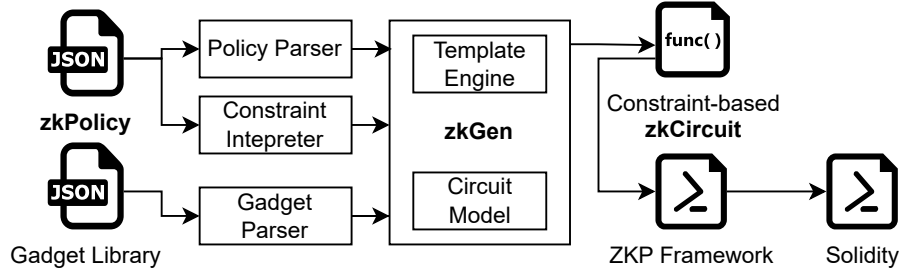 JSON
zkPolicy
JSON
Gadget Library
Policy Parser
Constraint
Intepreter
Gadget
Parser
Template
Engine
zkGen
Circuit
Model
func( )
Constraint-based
zkCircuit
ZKP Framework
Solidity